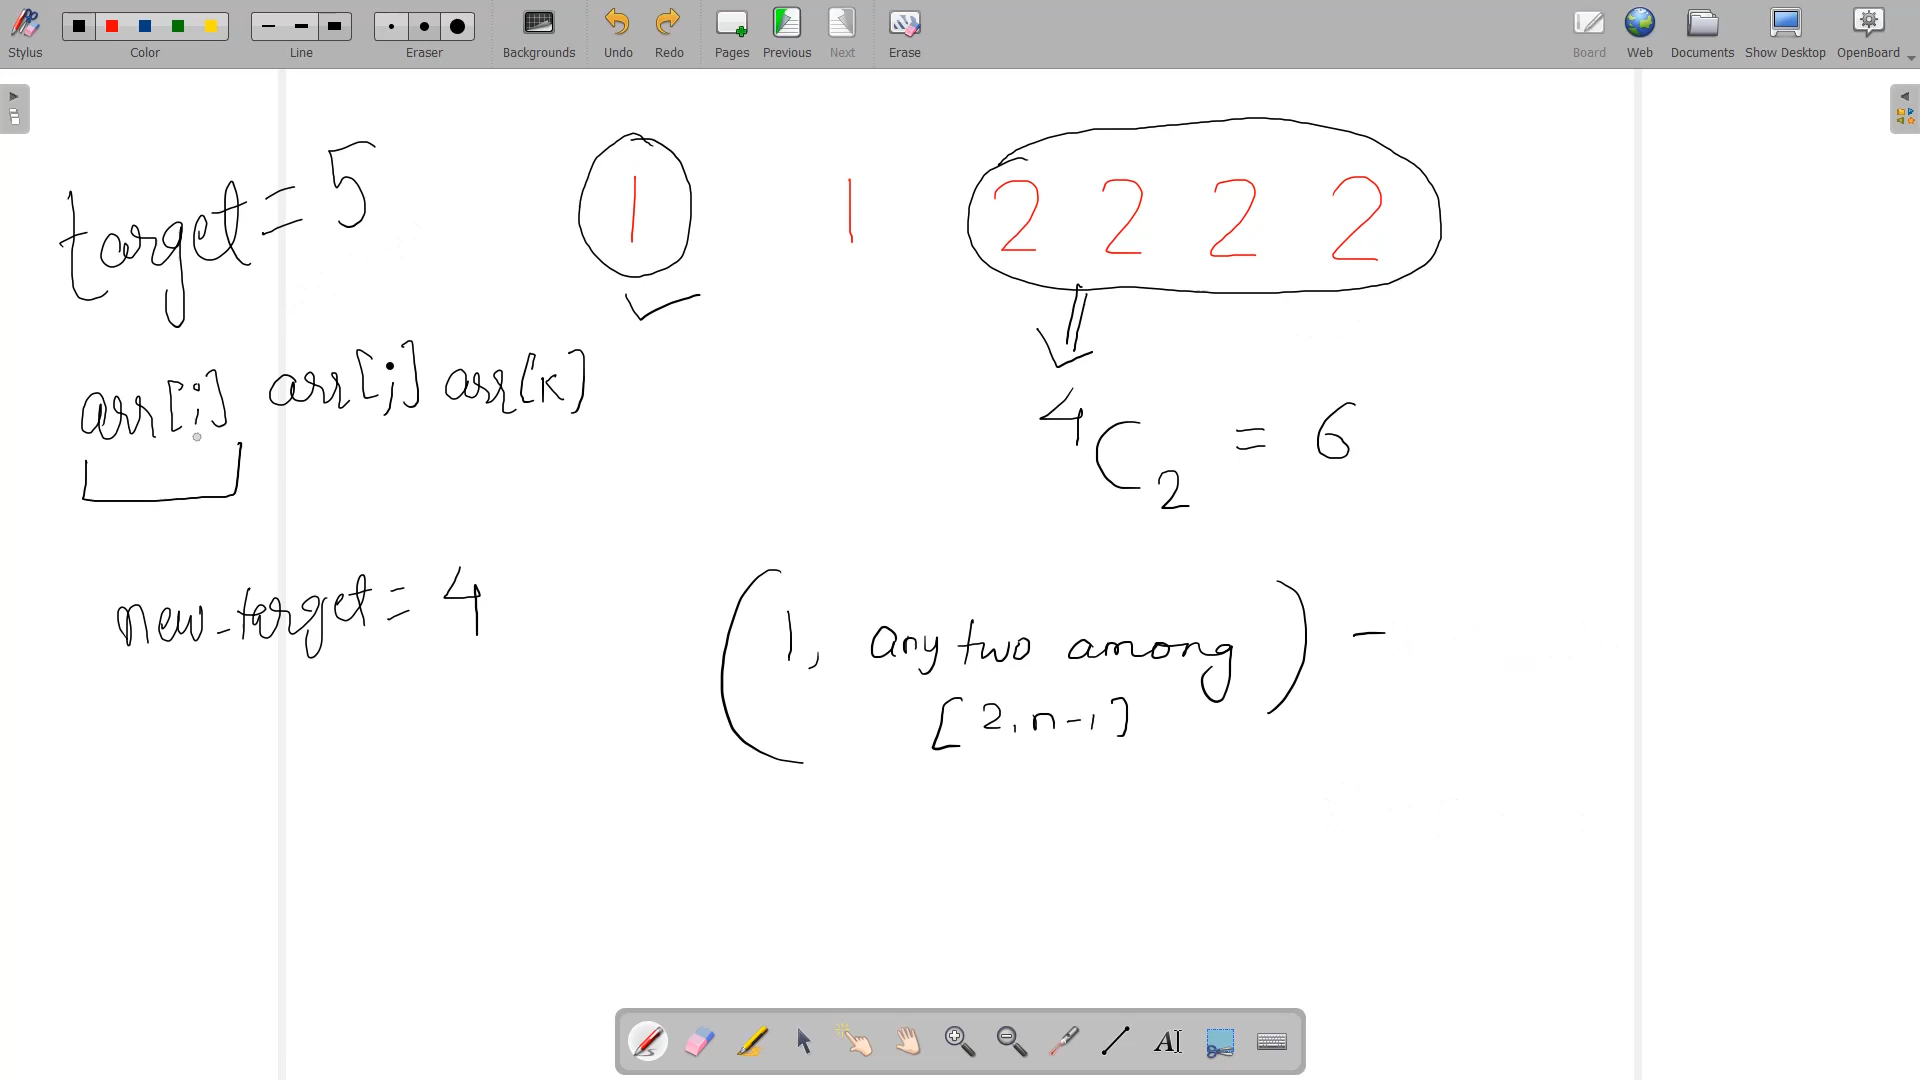 Stylus Color Line Eraser Backgrounds Undo Redo Pages Previous Next Erase Board Web Documents Show Desktop OpenBoard
target = 5 1 1 2 2 2 2
arr[i] arr[j] arr[k]
4C2 = 6
new_target = 4
(1, any two among) -
[2, n-1]